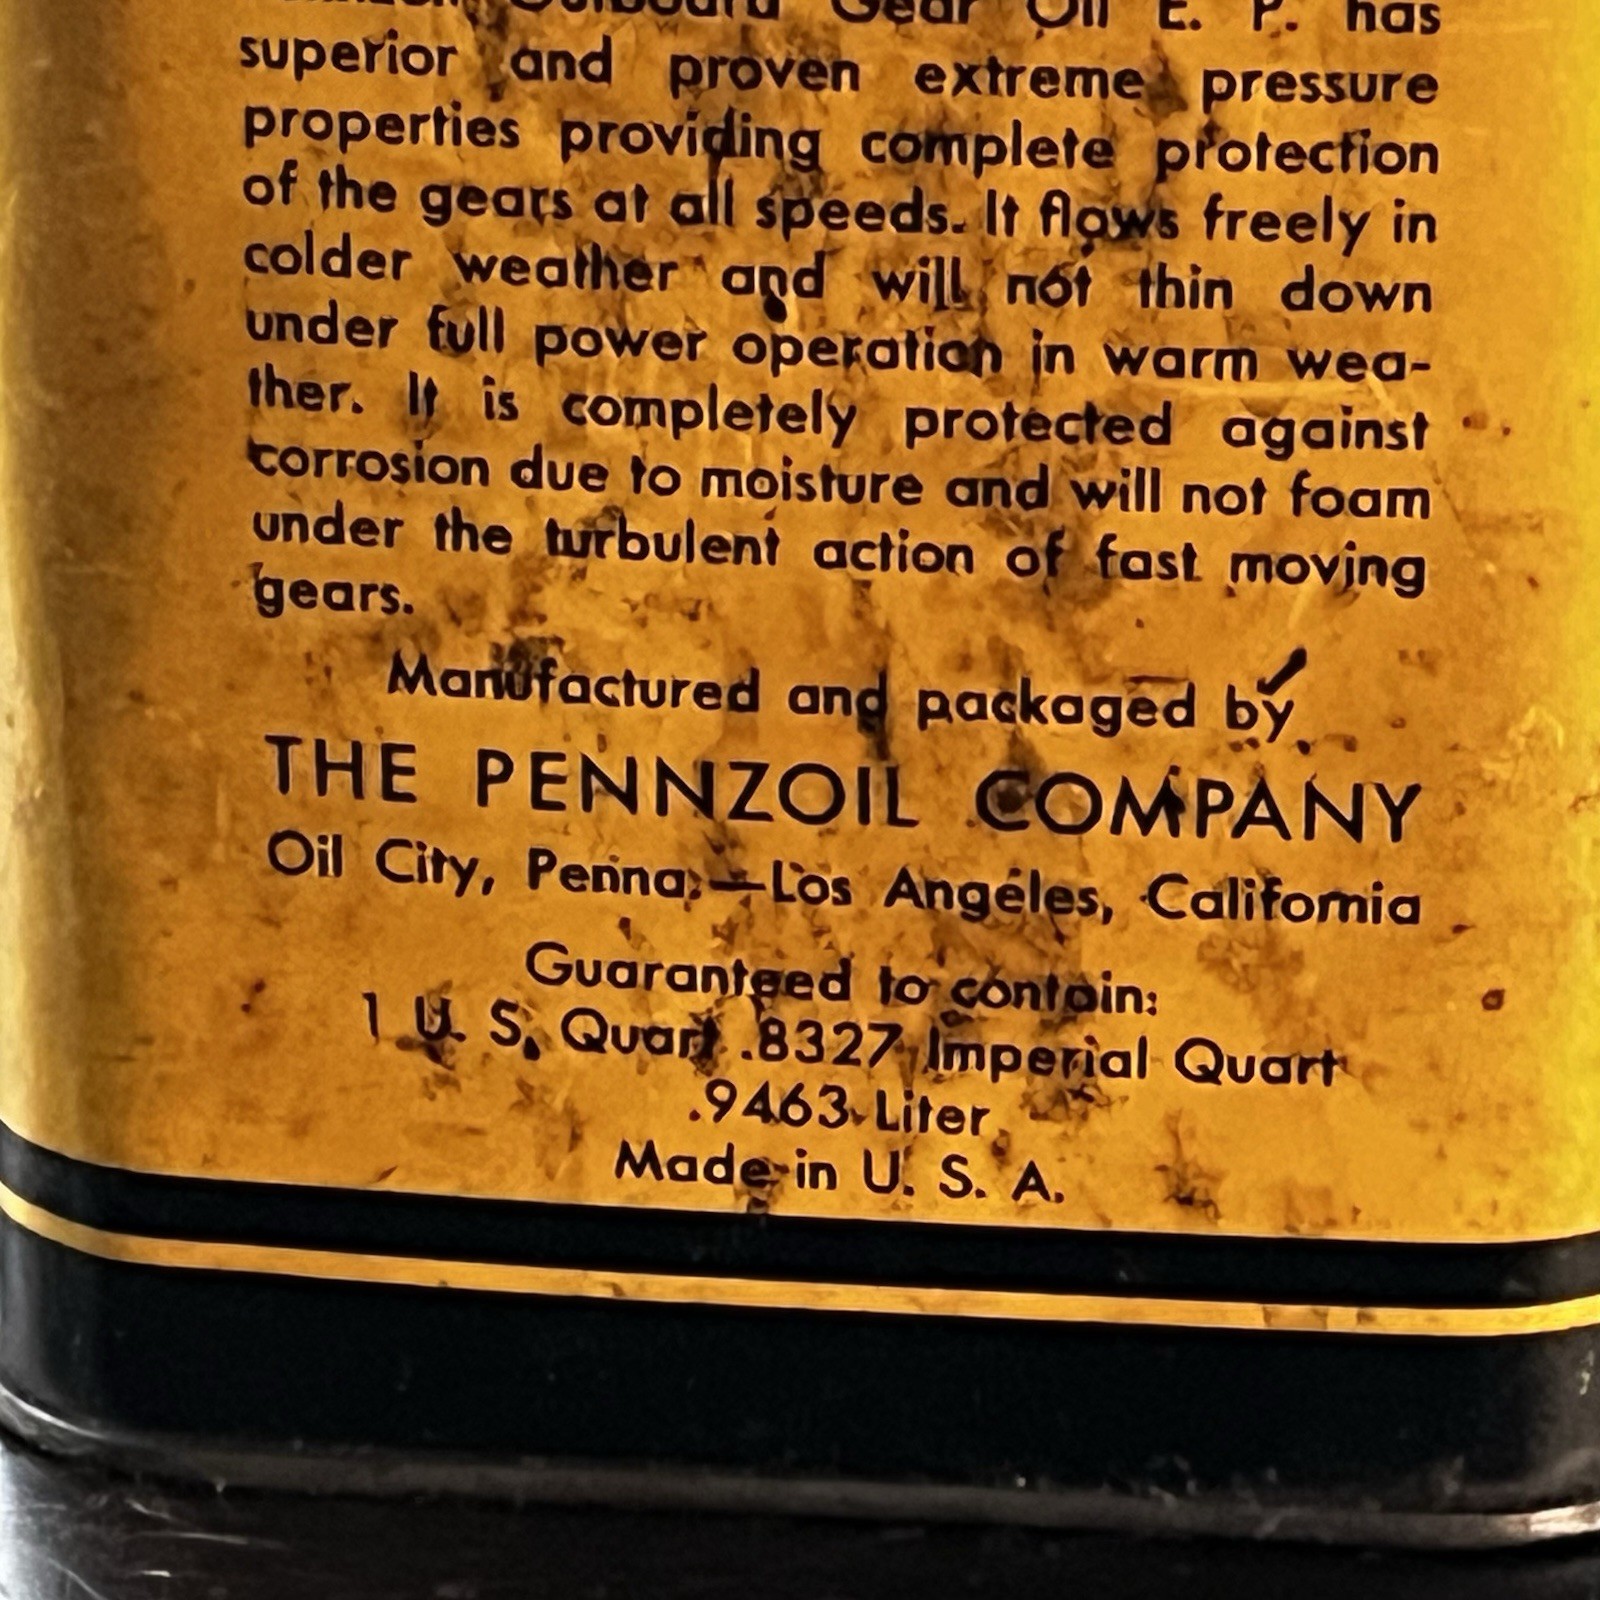 Outboard Gear Oil E. P. has
superior and proven extreme pressure
properties providing complete protection
of the gears at all speeds. It flows freely in
colder weather and will not thin down
under full power operation in warm wea-
ther. It is completely protected against
corrosion due to moisture and will not foam
under the turbulent action of fast moving
gears.
Manufactured and packaged by
THE PENNZOIL COMPANY
Oil City, Penna.—Los Angeles, California
Guaranteed to contain:
1 U. S. Quart .8327 Imperial Quart
.9463 Liter
Made in U. S. A.